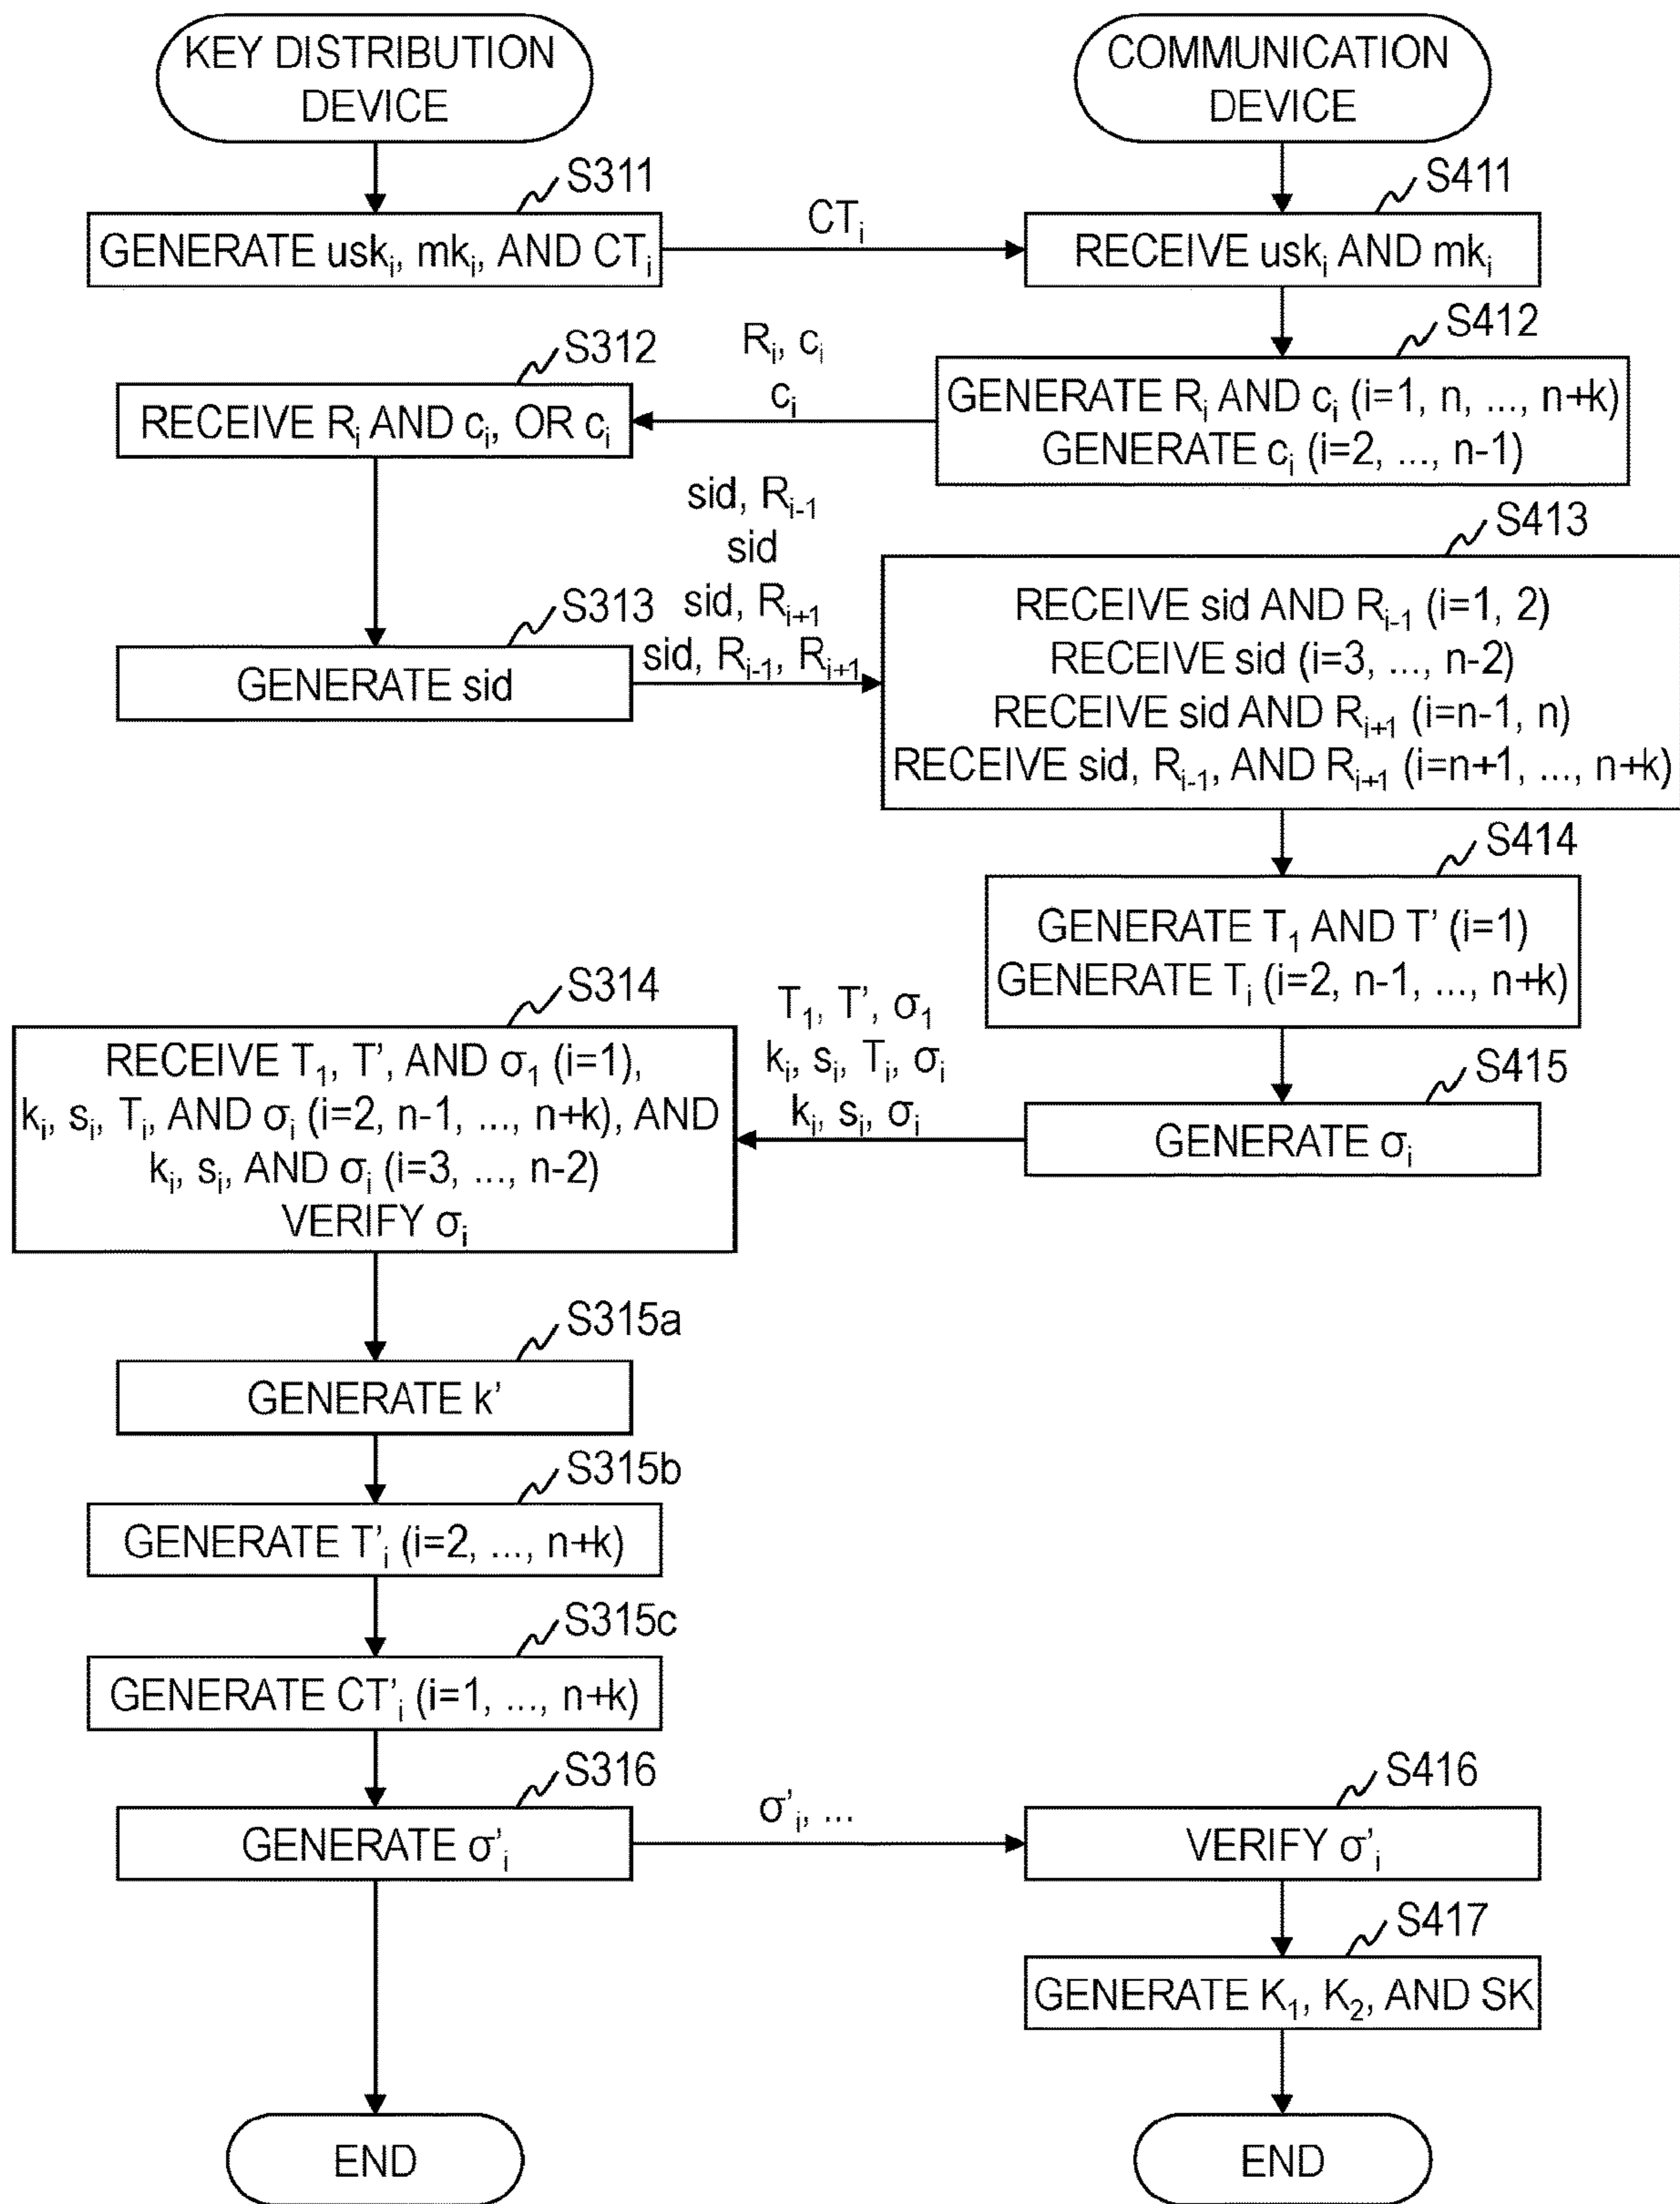 KEY DISTRIBUTION
DEVICE
COMMUNICATION
DEVICE
S311
GENERATE uskᵢ, mkᵢ, AND CTᵢ
CTᵢ
S411
RECEIVE uskᵢ AND mkᵢ
S412
GENERATE Rᵢ AND cᵢ (i=1, n, ..., n+k)
GENERATE cᵢ (i=2, ..., n-1)
Rᵢ, cᵢ
cᵢ
S312
RECEIVE Rᵢ AND cᵢ, OR cᵢ
S313
GENERATE sid
sid, Rᵢ₋₁
sid
sid, Rᵢ₊₁
sid, Rᵢ₋₁, Rᵢ₊₁
S413
RECEIVE sid AND Rᵢ₋₁ (i=1, 2)
RECEIVE sid (i=3, ..., n-2)
RECEIVE sid AND Rᵢ₊₁ (i=n-1, n)
RECEIVE sid, Rᵢ₋₁, AND Rᵢ₊₁ (i=n+1, ..., n+k)
S414
GENERATE T₁ AND T' (i=1)
GENERATE Tᵢ (i=2, n-1, ..., n+k)
S415
GENERATE σᵢ
T₁, T', σ₁
kᵢ, sᵢ, Tᵢ, σᵢ
kᵢ, sᵢ, σᵢ
S314
RECEIVE T₁, T', AND σ₁ (i=1),
kᵢ, sᵢ, Tᵢ, AND σᵢ (i=2, n-1, ..., n+k), AND
kᵢ, sᵢ, AND σᵢ (i=3, ..., n-2)
VERIFY σᵢ
S315a
GENERATE k'
S315b
GENERATE T'ᵢ (i=2, ..., n+k)
S315c
GENERATE CT'ᵢ (i=1, ..., n+k)
S316
GENERATE σ'ᵢ
σ'ᵢ, ...
S416
VERIFY σ'ᵢ
S417
GENERATE K₁, K₂, AND SK
END
END